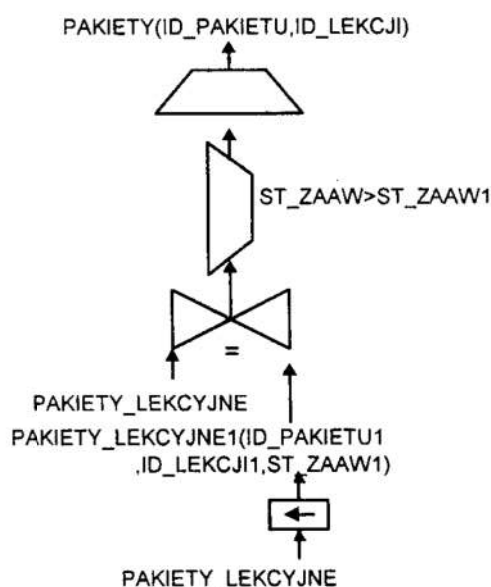 PAKIETY(ID_PAKIETU,ID_LEKCJI)
ST_ZAAW>ST_ZAAW1
=
PAKIETY_LEKCYJNE
PAKIETY_LEKCYJNE1(ID_PAKIETU1
,ID_LEKCJI1,ST_ZAAW1)
PAKIETY_LEKCYJNE